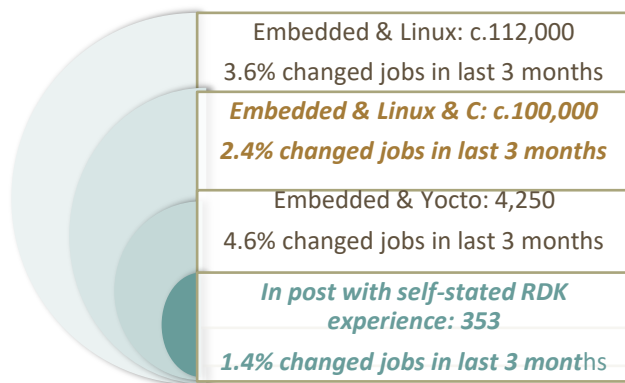 Embedded & Linux: c.112,000
3.6% changed jobs in last 3 months
Embedded & Linux & C: c.100,000
2.4% changed jobs in last 3 months
Embedded & Yocto: 4,250
4.6% changed jobs in last 3 months
In post with self-stated RDK
experience: 353
1.4% changed jobs in last 3 months